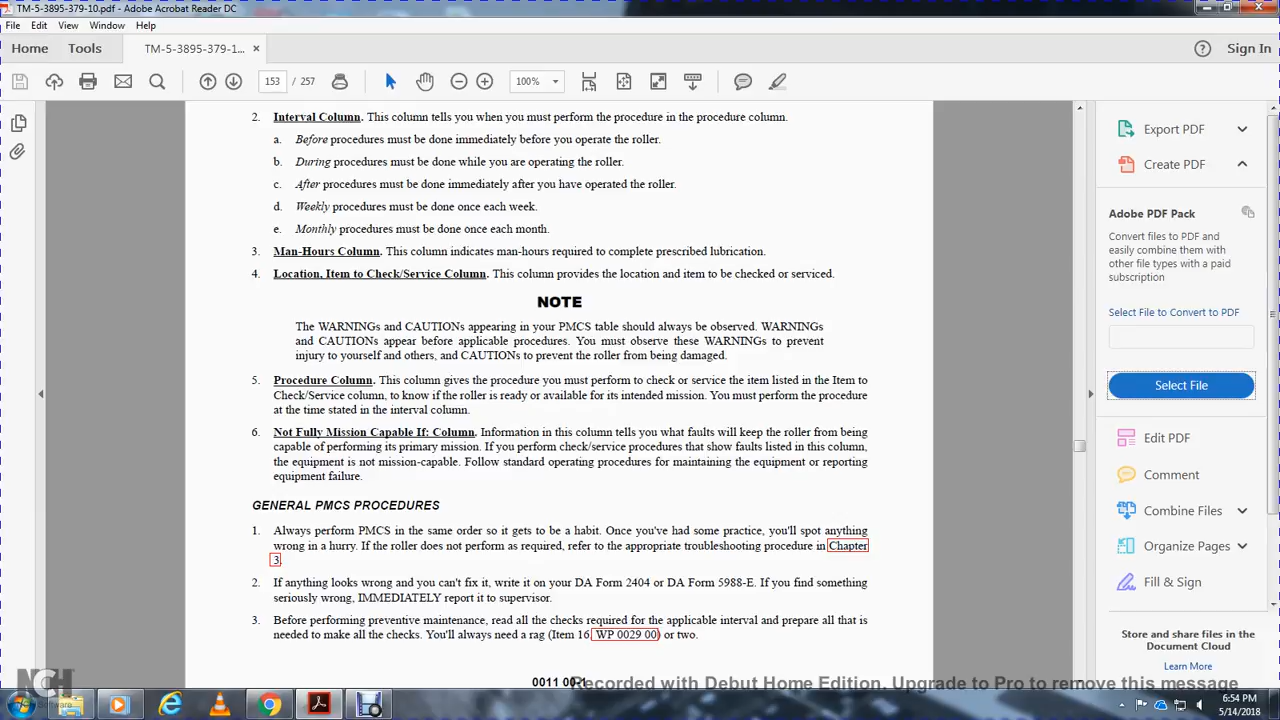 TM-5-3895-379-10.pdf - Adobe Acrobat Reader DC
File Edit View Window Help
Home Tools TM-5-3895-379-1... × Sign In
153 / 257 100%
2. Interval Column. This column tells you when you must perform the procedure in the procedure column.
a. Before procedures must be done immediately before you operate the roller.
b. During procedures must be done while you are operating the roller.
c. After procedures must be done immediately after you have operated the roller.
d. Weekly procedures must be done once each week.
e. Monthly procedures must be done once each month.
3. Man-Hours Column. This column indicates man-hours required to complete prescribed lubrication.
4. Location, Item to Check/Service Column. This column provides the location and item to be checked or serviced.
NOTE
The WARNINGs and CAUTIONs appearing in your PMCS table should always be observed. WARNINGs
and CAUTIONs appear before applicable procedures. You must observe these WARNINGs to prevent
injury to yourself and others, and CAUTIONs to prevent the roller from being damaged.
5. Procedure Column. This column gives the procedure you must perform to check or service the item listed in the Item to
Check/Service column, to know if the roller is ready or available for its intended mission. You must perform the procedure
at the time stated in the interval column.
6. Not Fully Mission Capable If: Column. Information in this column tells you what faults will keep the roller from being
capable of performing its primary mission. If you perform check/service procedures that show faults listed in this column,
the equipment is not mission-capable. Follow standard operating procedures for maintaining the equipment or reporting
equipment failure.
GENERAL PMCS PROCEDURES
1. Always perform PMCS in the same order so it gets to be a habit. Once you've had some practice, you'll spot anything
wrong in a hurry. If the roller does not perform as required, refer to the appropriate troubleshooting procedure in Chapter
3.
2. If anything looks wrong and you can't fix it, write it on your DA Form 2404 or DA Form 5988-E. If you find something
seriously wrong, IMMEDIATELY report it to supervisor.
3. Before performing preventive maintenance, read all the checks required for the applicable interval and prepare all that is
needed to make all the checks. You'll always need a rag (Item 16, WP 0029 00) or two.
0011 00-1
Export PDF
Create PDF
Adobe PDF Pack
Convert files to PDF and
easily combine them with
other file types with a paid
subscription
Select File to Convert to PDF
Select File
Edit PDF
Comment
Combine Files
Organize Pages
Fill & Sign
Store and share files in the
Document Cloud
Learn More
NCH Software
Recorded with Debut Home Edition. Upgrade to Pro to remove this message
6:54 PM
5/14/2018